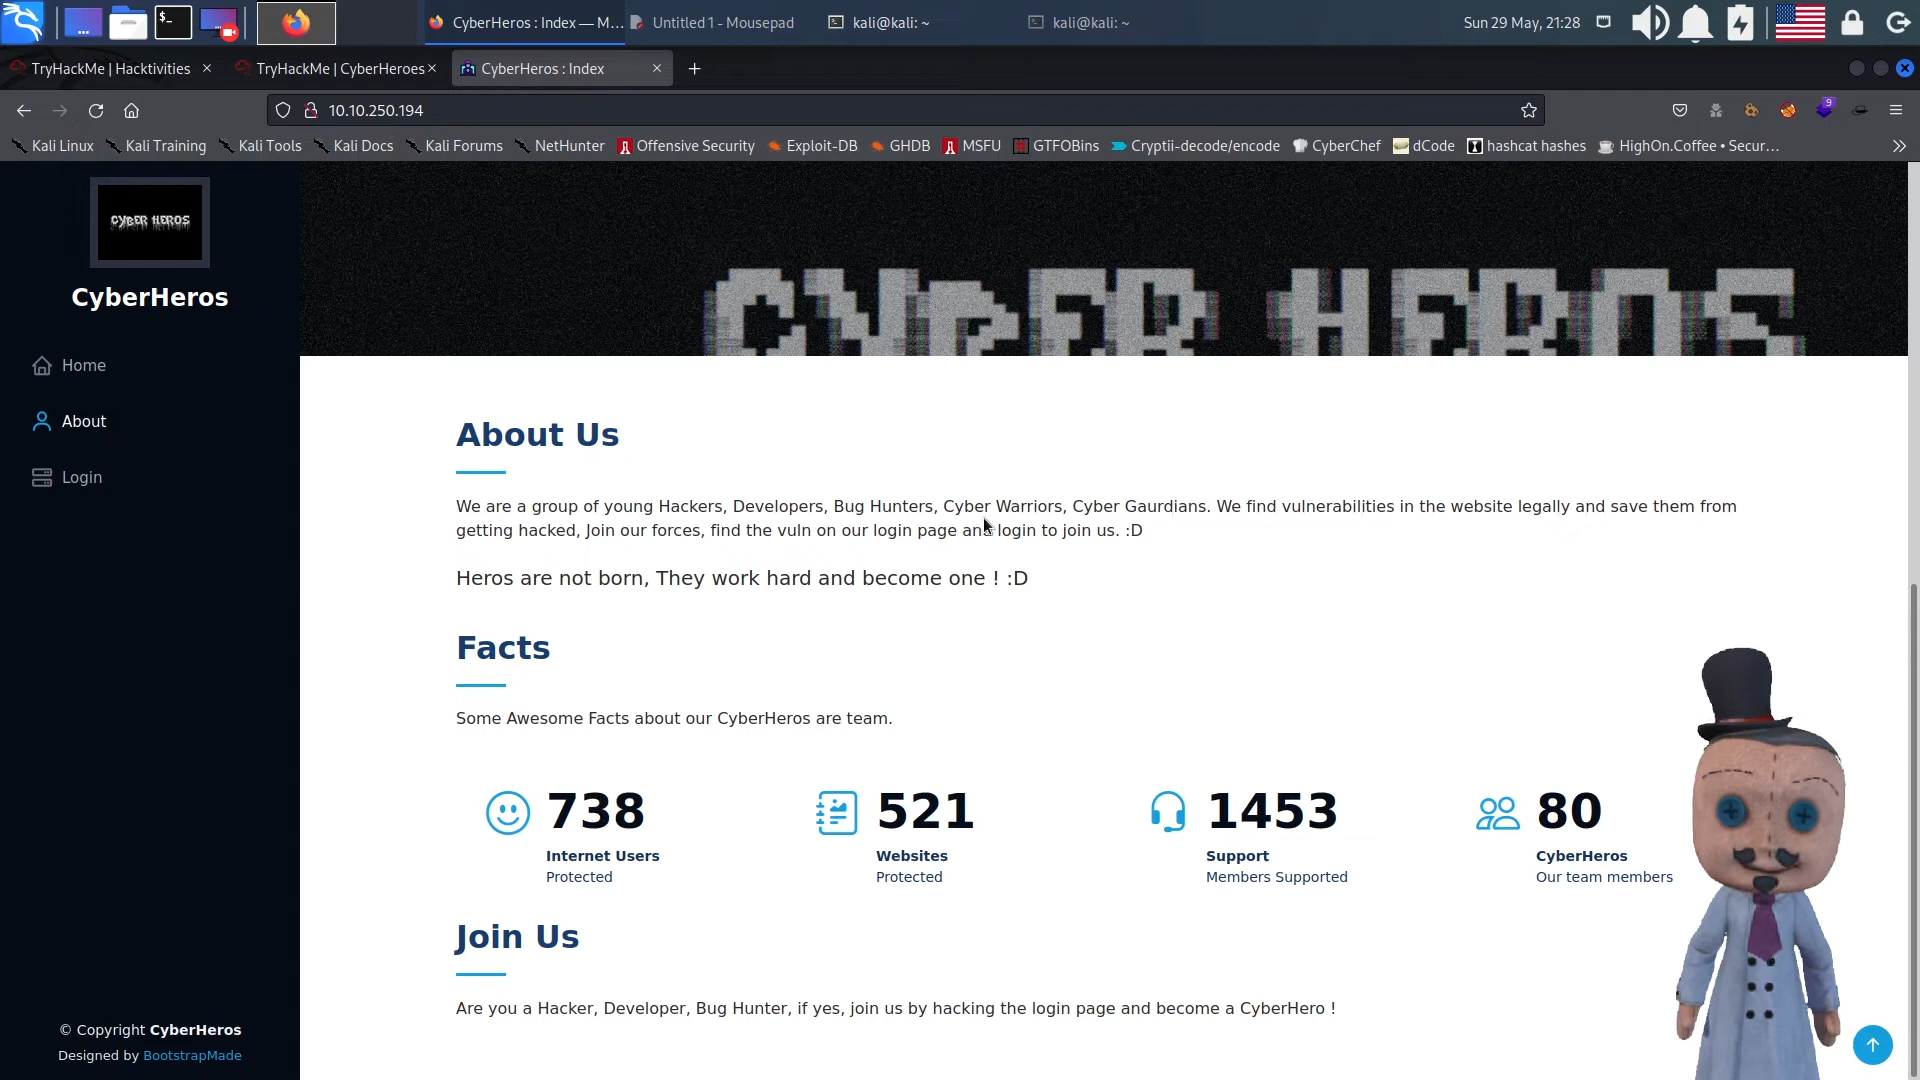 CyberHeros : Index — M...
Untitled 1 - Mousepad
kali@kali: ~
kali@kali: ~
Sun 29 May, 21:28
TryHackMe | Hacktivities
TryHackMe | CyberHeroes
CyberHeros : Index
10.10.250.194
9
Kali Linux
Kali Training
Kali Tools
Kali Docs
Kali Forums
NetHunter
Offensive Security
Exploit-DB
GHDB
MSFU
GTFOBins
Cryptii-decode/encode
CyberChef
dCode
hashcat hashes
HighOn.Coffee • Secur...
CYBER HEROS
CyberHeros
Home
About
Login
© Copyright CyberHeros
Designed by BootstrapMade
CYBER HEROS
About Us
We are a group of young Hackers, Developers, Bug Hunters, Cyber Warriors, Cyber Gaurdians. We find vulnerabilities in the website legally and save them from
getting hacked, Join our forces, find the vuln on our login page and login to join us. :D
Heros are not born, They work hard and become one ! :D
Facts
Some Awesome Facts about our CyberHeros are team.
738
Internet Users
Protected
521
Websites
Protected
1453
Support
Members Supported
80
CyberHeros
Our team members
Join Us
Are you a Hacker, Developer, Bug Hunter, if yes, join us by hacking the login page and become a CyberHero !